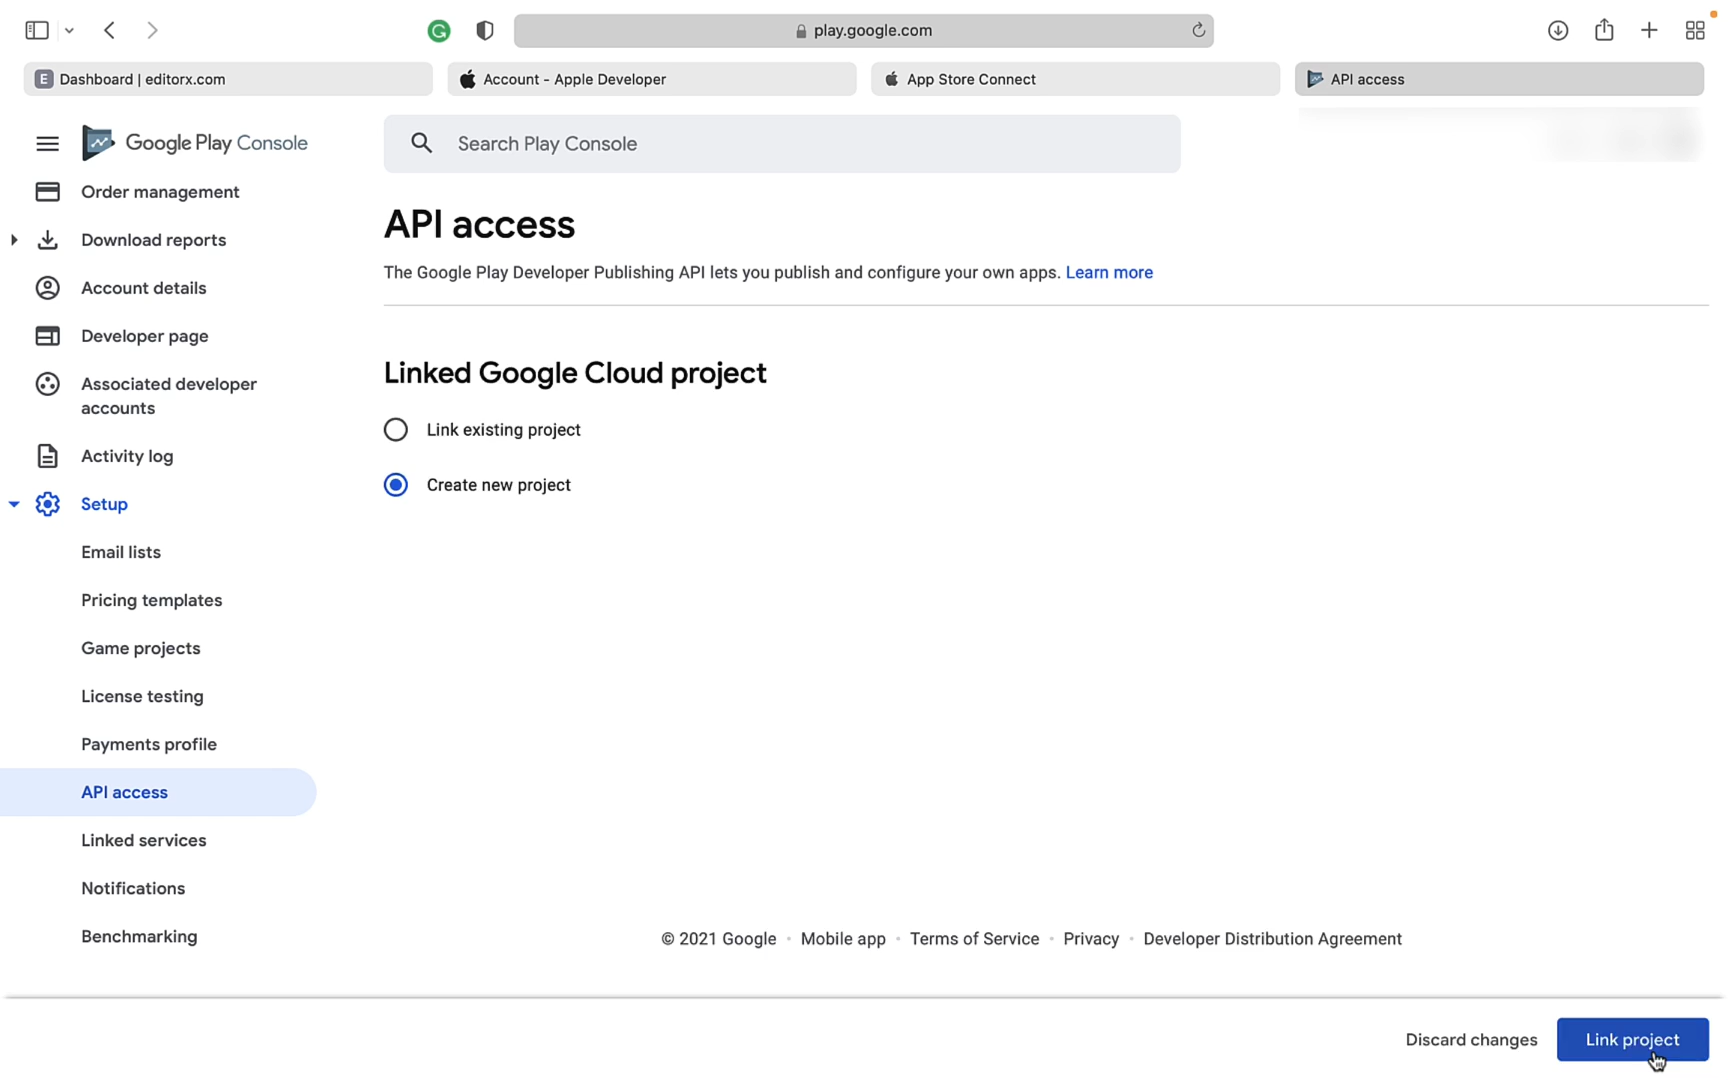 play.google.com
E Dashboard | editorx.com
Account - Apple Developer
App Store Connect
API access
Google Play Console
Search Play Console
Order management
Download reports
Account details
Developer page
Associated developer
accounts
Activity log
Setup
Email lists
Pricing templates
Game projects
License testing
Payments profile
API access
Linked services
Notifications
Benchmarking
API access
The Google Play Developer Publishing API lets you publish and configure your own apps. Learn more
Linked Google Cloud project
Link existing project
Create new project
© 2021 Google · Mobile app · Terms of Service · Privacy · Developer Distribution Agreement
Discard changes
Link project